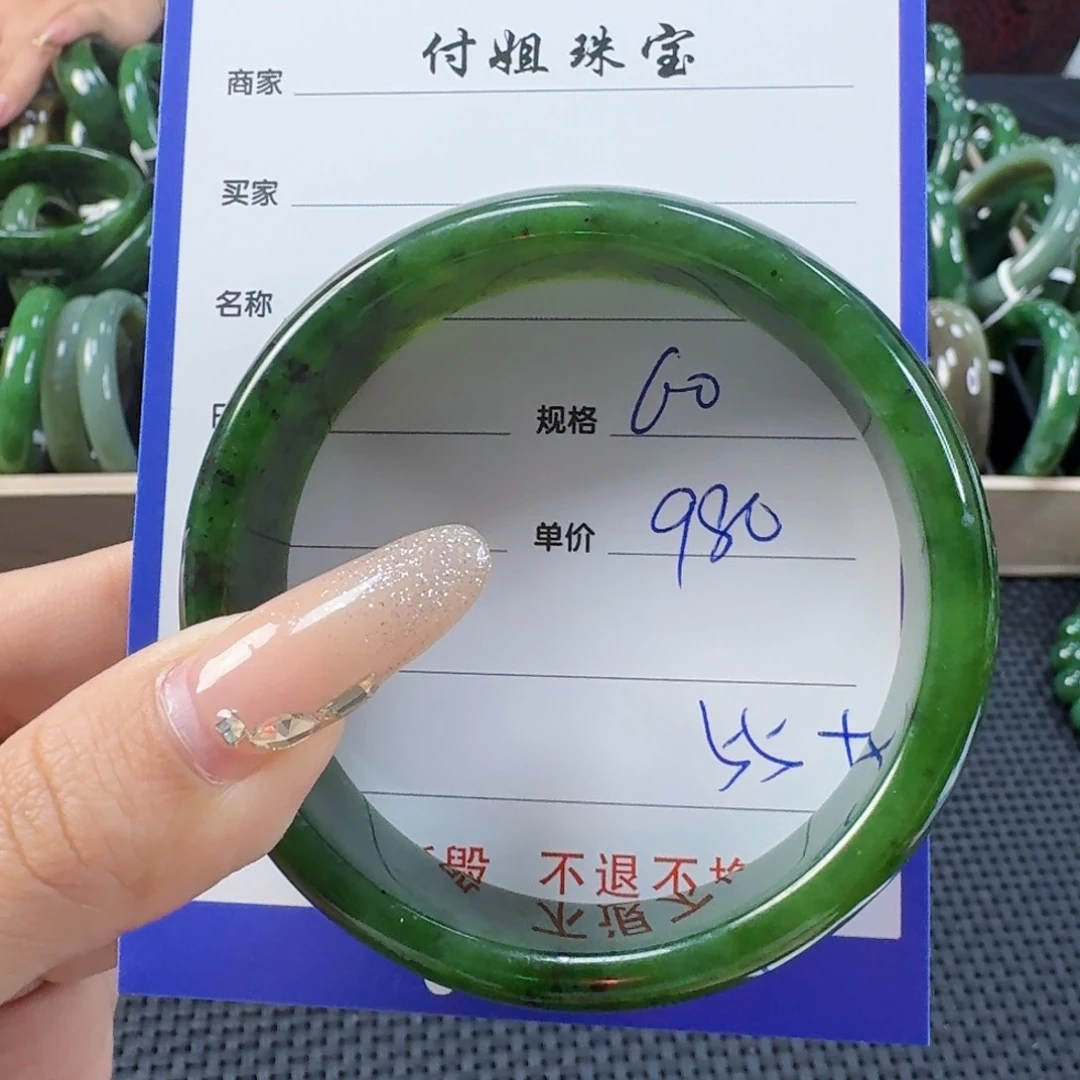 商家 付姐珠宝
买家
名称
规格 60
单价 980
毁 不退不